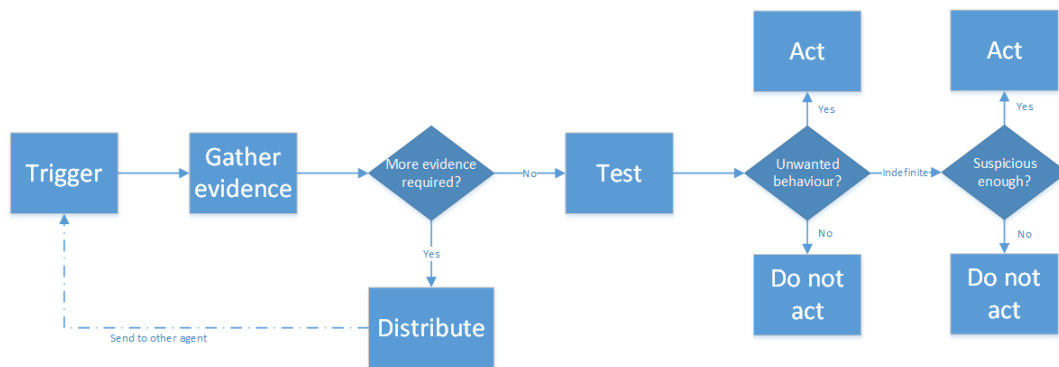 Trigger
Gather
evidence
More evidence
required?
No
Yes
Distribute
Send to other agent
Test
Unwanted
behaviour?
Yes
Act
No
Do not
act
Indefinite
Suspicious
enough?
Yes
Act
No
Do not
act